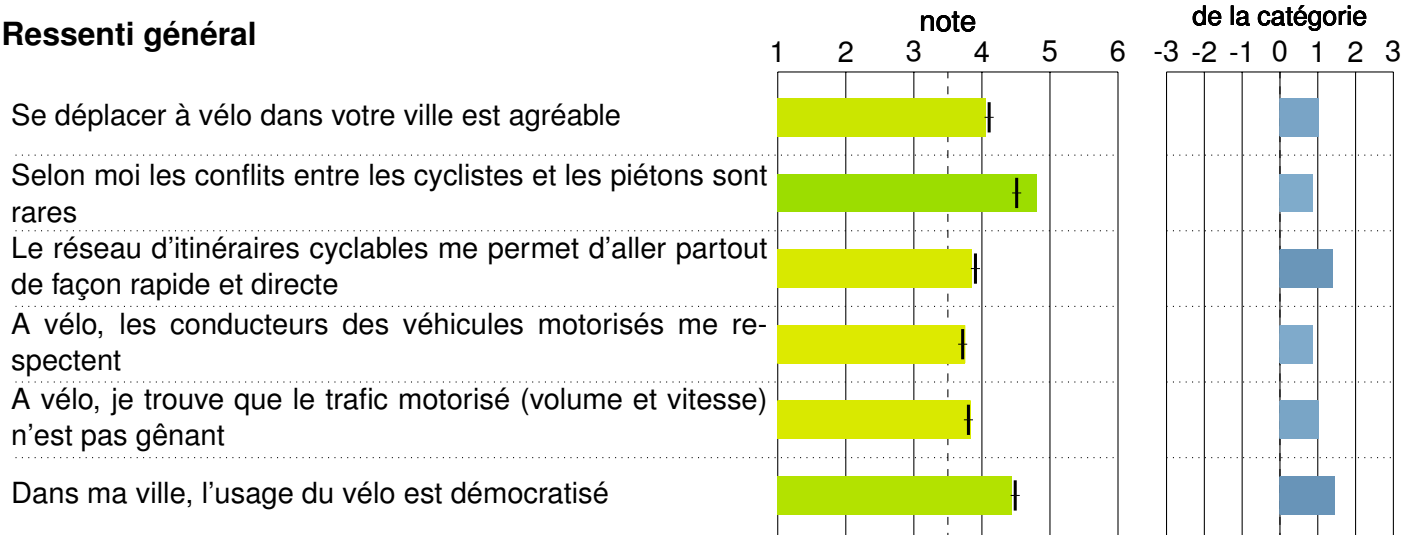 Ressenti général
note
de la catégorie
1 2 3 4 5 6
-3 -2 -1 0 1 2 3
Se déplacer à vélo dans votre ville est agréable
Selon moi les conflits entre les cyclistes et les piétons sont
rares
Le réseau d'itinéraires cyclables me permet d'aller partout
de façon rapide et directe
A vélo, les conducteurs des véhicules motorisés me re-
spectent
A vélo, je trouve que le trafic motorisé (volume et vitesse)
n'est pas gênant
Dans ma ville, l'usage du vélo est démocratisé